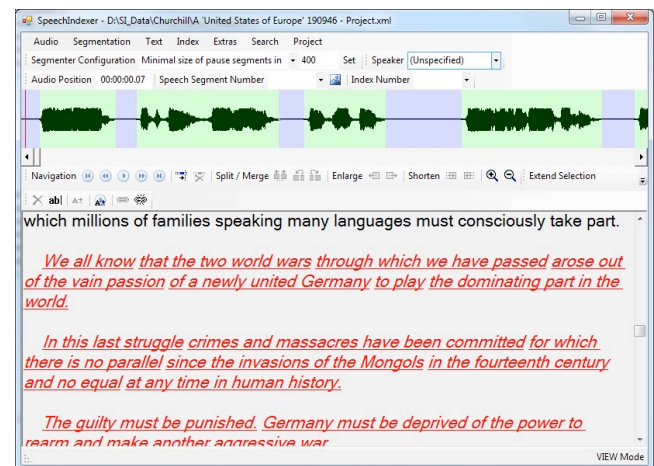 SpeechIndexer - D:\SI_Data\Churchill\A 'United States of Europe' 190946 - Project.xml
Audio Segmentation Text Index Extras Search Project
Segmenter Configuration Minimal size of pause segments in 400 Set Speaker (Unspecified)
Audio Position 00:00:00.07 Speech Segment Number Index Number
Navigation Split / Merge Enlarge Shorten Extend Selection
ab|
which millions of families speaking many languages must consciously take part.
We all know that the two world wars through which we have passed arose out
of the vain passion of a newly united Germany to play the dominating part in the
world.
In this last struggle crimes and massacres have been committed for which
there is no parallel since the invasions of the Mongols in the fourteenth century
and no equal at any time in human history.
The guilty must be punished. Germany must be deprived of the power to
rearm and make another aggressive war.
VIEW Mode